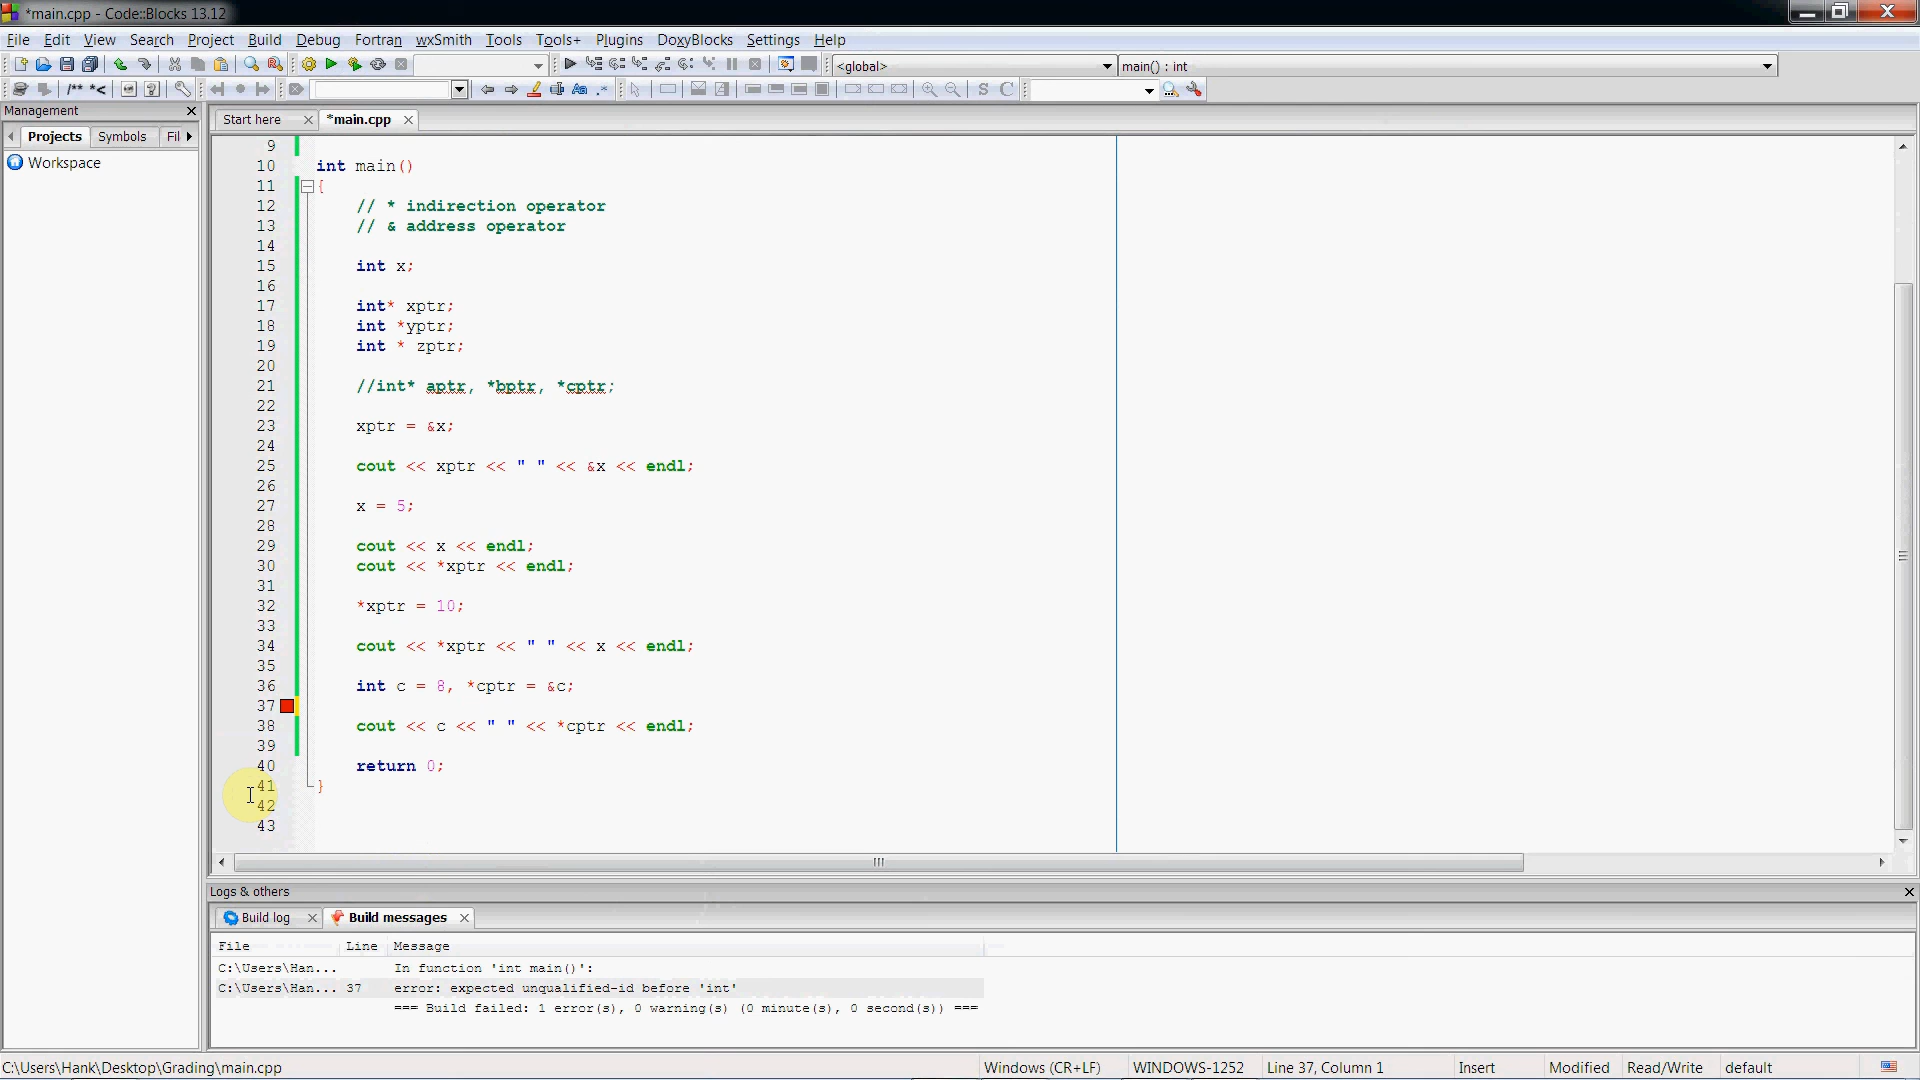 *main.cpp - Code::Blocks 13.12
File Edit View Search Project Build Debug Fortran wxSmith Tools Tools+ Plugins DoxyBlocks Settings Help
<global> main() : int
/** *<
Management
Projects Symbols Fil
Workspace
Start here *main.cpp
9
10 int main()
11 {
12 // * indirection operator
13 // & address operator
14
15 int x;
16
17 int* xptr;
18 int *yptr;
19 int * zptr;
20
21 //int* aptr, *bptr, *cptr;
22
23 xptr = &x;
24
25 cout << xptr << " " << &x << endl;
26
27 x = 5;
28
29 cout << x << endl;
30 cout << *xptr << endl;
31
32 *xptr = 10;
33
34 cout << *xptr << " " << x << endl;
35
36 int c = 8, *cptr = &c;
37
38 cout << c << " " << *cptr << endl;
39
40 return 0;
41 }
42
43
Logs & others
Build log Build messages
File Line Message
C:\Users\Han... In function 'int main()':
C:\Users\Han... 37 error: expected unqualified-id before 'int'
=== Build failed: 1 error(s), 0 warning(s) (0 minute(s), 0 second(s)) ===
C:\Users\Hank\Desktop\Grading\main.cpp Windows (CR+LF) WINDOWS-1252 Line 37, Column 1 Insert Modified Read/Write default